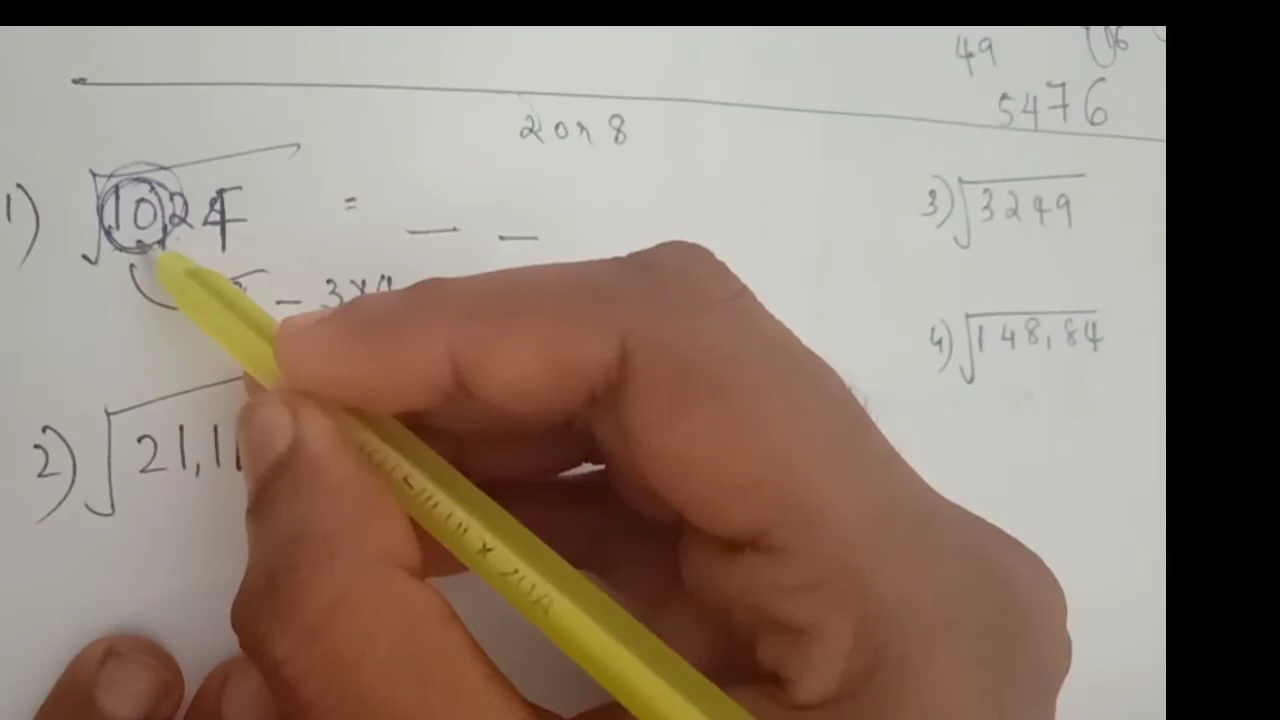 49
5476
2 or 8
1) √1024 = _ _
3) √3249
2) √21,1
4) √148,84